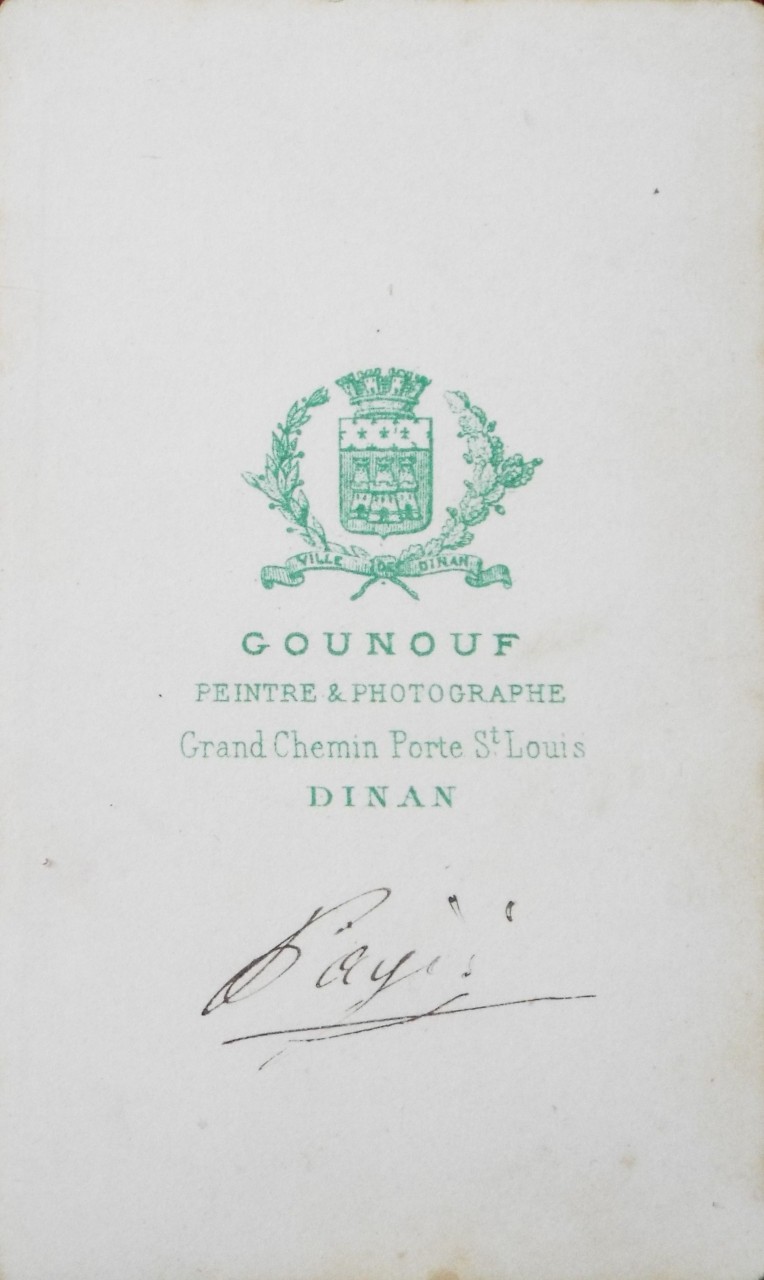 VILLE DE DINAN
GOUNOUF
PEINTRE & PHOTOGRAPHE
Grand Chemin Porte St Louis
DINAN